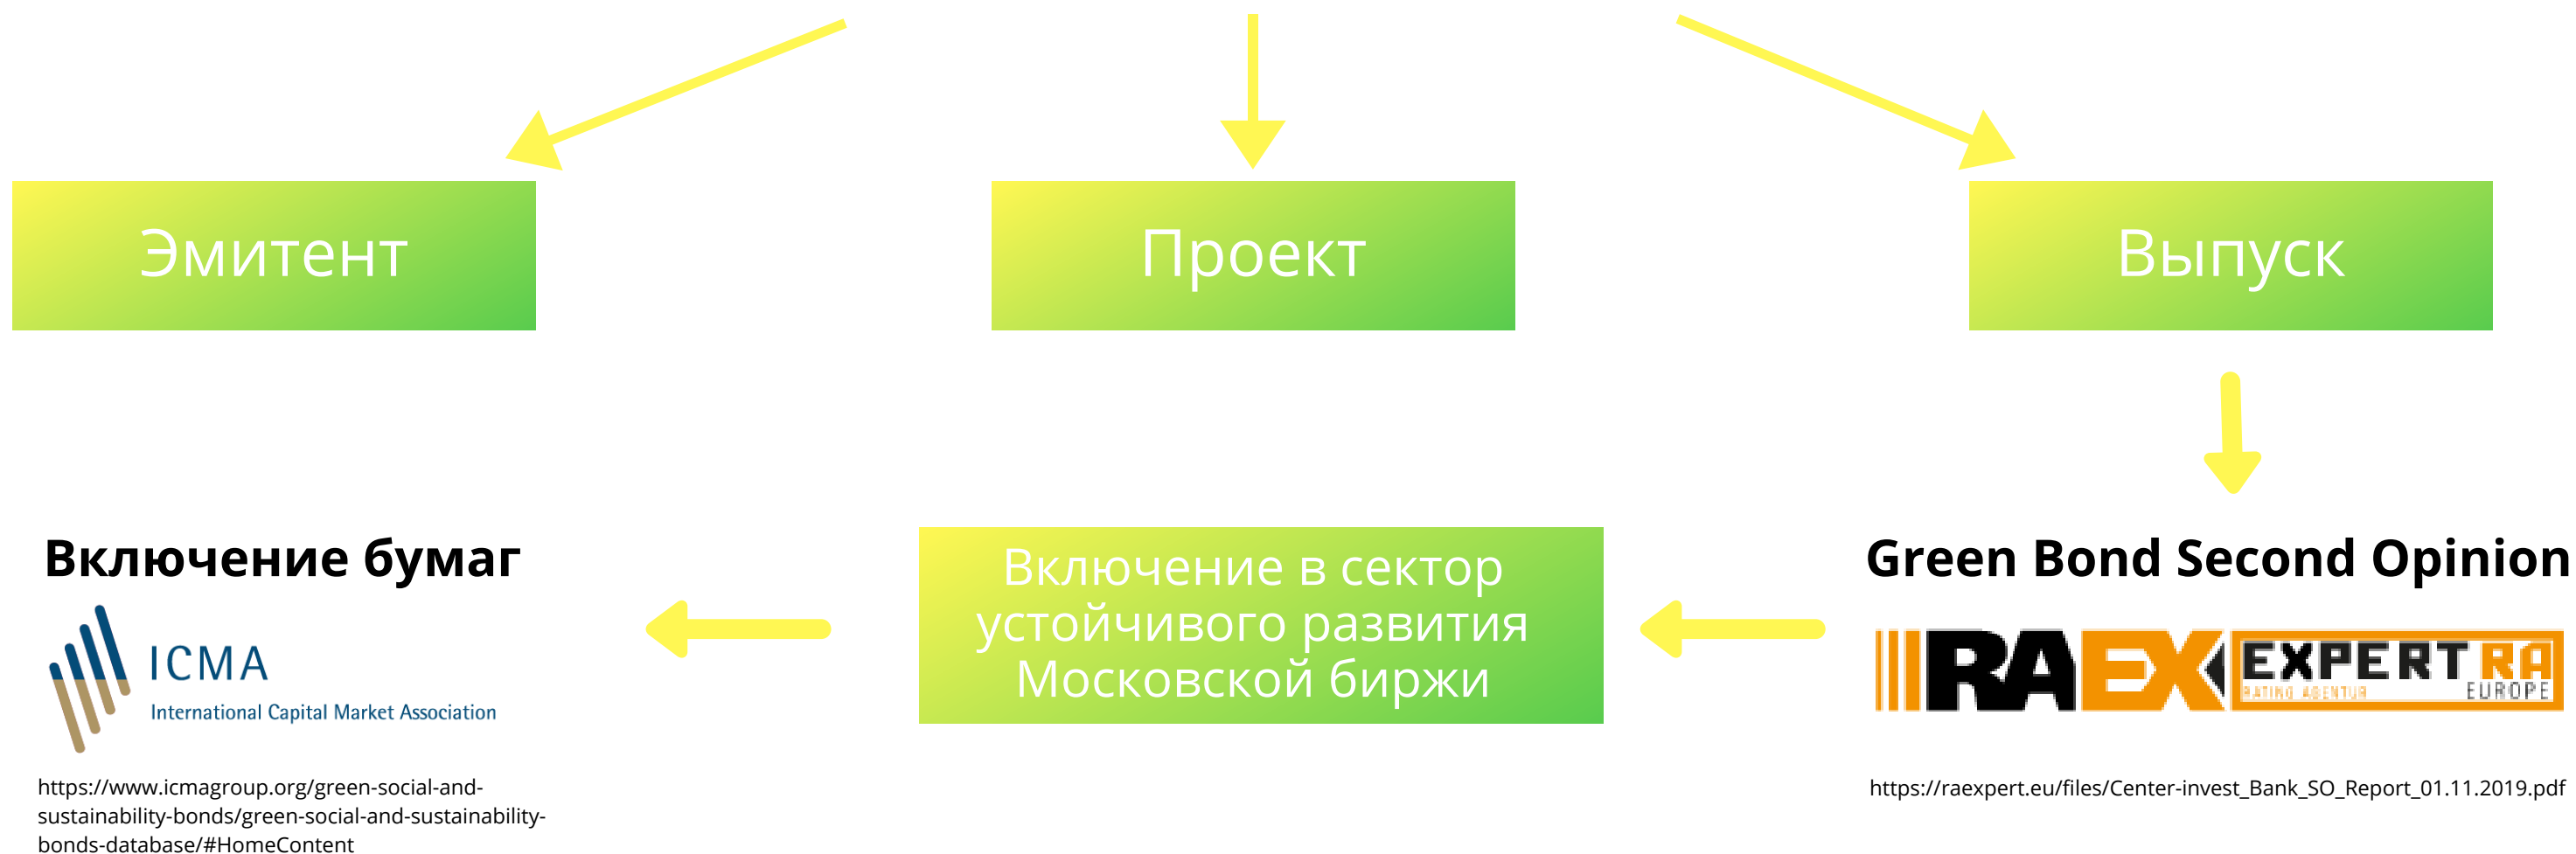 Эмитент
Проект
Выпуск
Включение бумаг
ICMA
International Capital Market Association
https://www.icmagroup.org/green-social-and-
sustainability-bonds/green-social-and-sustainability-
bonds-database/#HomeContent
Включение в сектор
устойчивого развития
Московской биржи
Green Bond Second Opinion
RAEX
EXPERT RA
RATING AGENTUR
EUROPE
https://raexpert.eu/files/Center-invest_Bank_SO_Report_01.11.2019.pdf